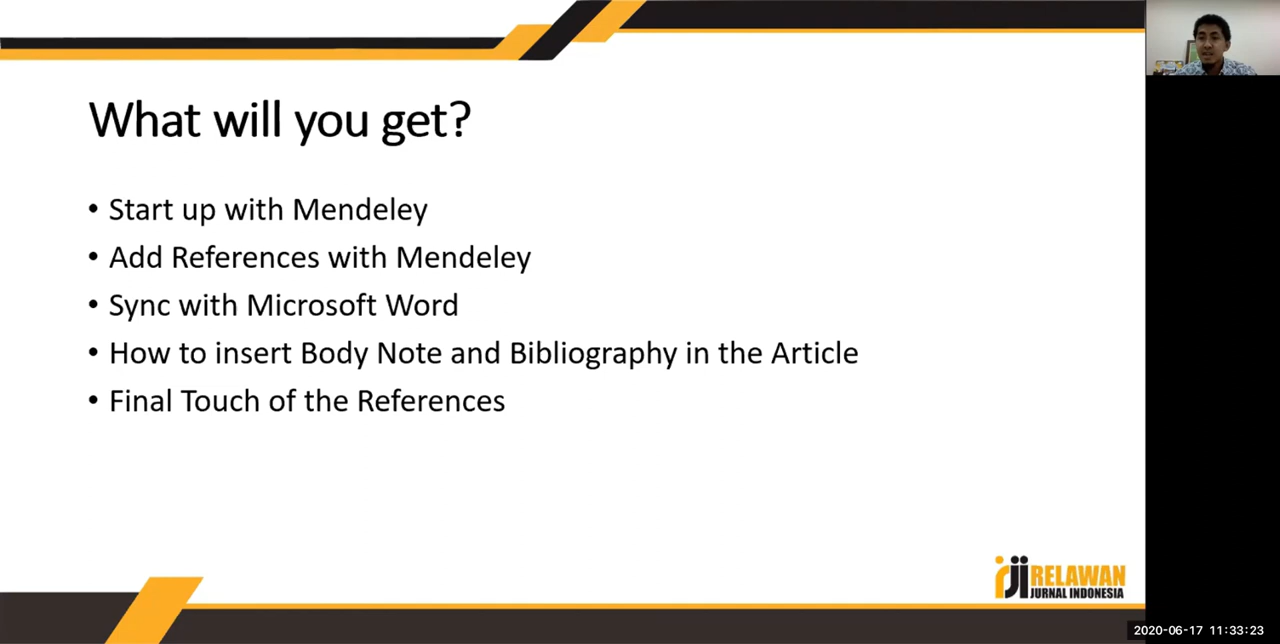 What will you get?
• Start up with Mendeley
• Add References with Mendeley
• Sync with Microsoft Word
• How to insert Body Note and Bibliography in the Article
• Final Touch of the References
rji RELAWAN
JURNAL INDONESIA
2020-06-17 11:33:23